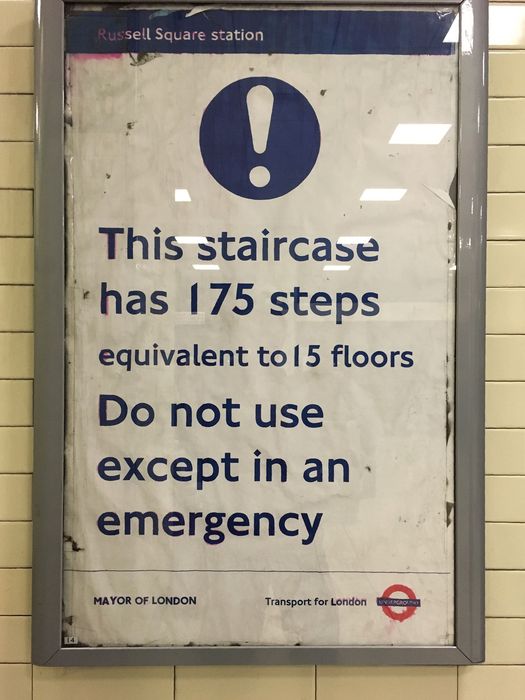 Russell Square station
This staircase
has 175 steps
equivalent to 15 floors
Do not use
except in an
emergency
MAYOR OF LONDON
Transport for London
UNDERGROUND
14